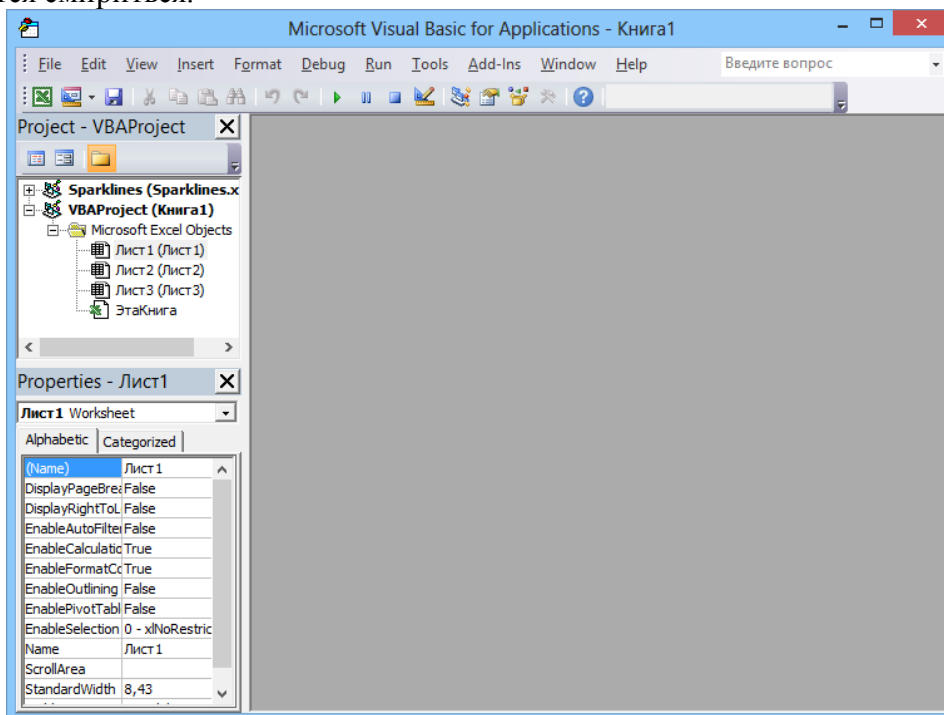 тся смириться.
Microsoft Visual Basic for Applications - Книга1
File Edit View Insert Format Debug Run Tools Add-Ins Window Help Введите вопрос
Project - VBAProject
Sparklines (Sparklines.x
VBAProject (Книга1)
Microsoft Excel Objects
Лист1 (Лист1)
Лист2 (Лист2)
Лист3 (Лист3)
ЭтаКнига
Properties - Лист1
Лист1 Worksheet
Alphabetic Categorized
(Name) Лист1
DisplayPageBrea False
DisplayRightToL False
EnableAutoFilter False
EnableCalculatio True
EnableFormatCo True
EnableOutlining False
EnablePivotTabl False
EnableSelection 0 - xlNoRestric
Name Лист1
ScrollArea
StandardWidth 8,43